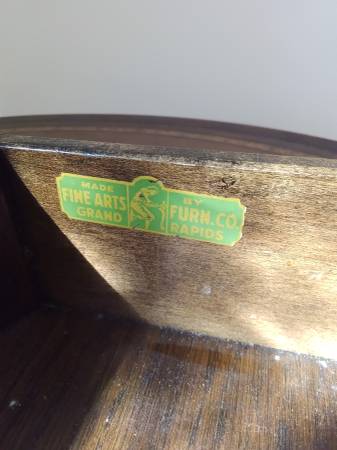 MADE BY
FINE ARTS FURN. CO.
GRAND RAPIDS